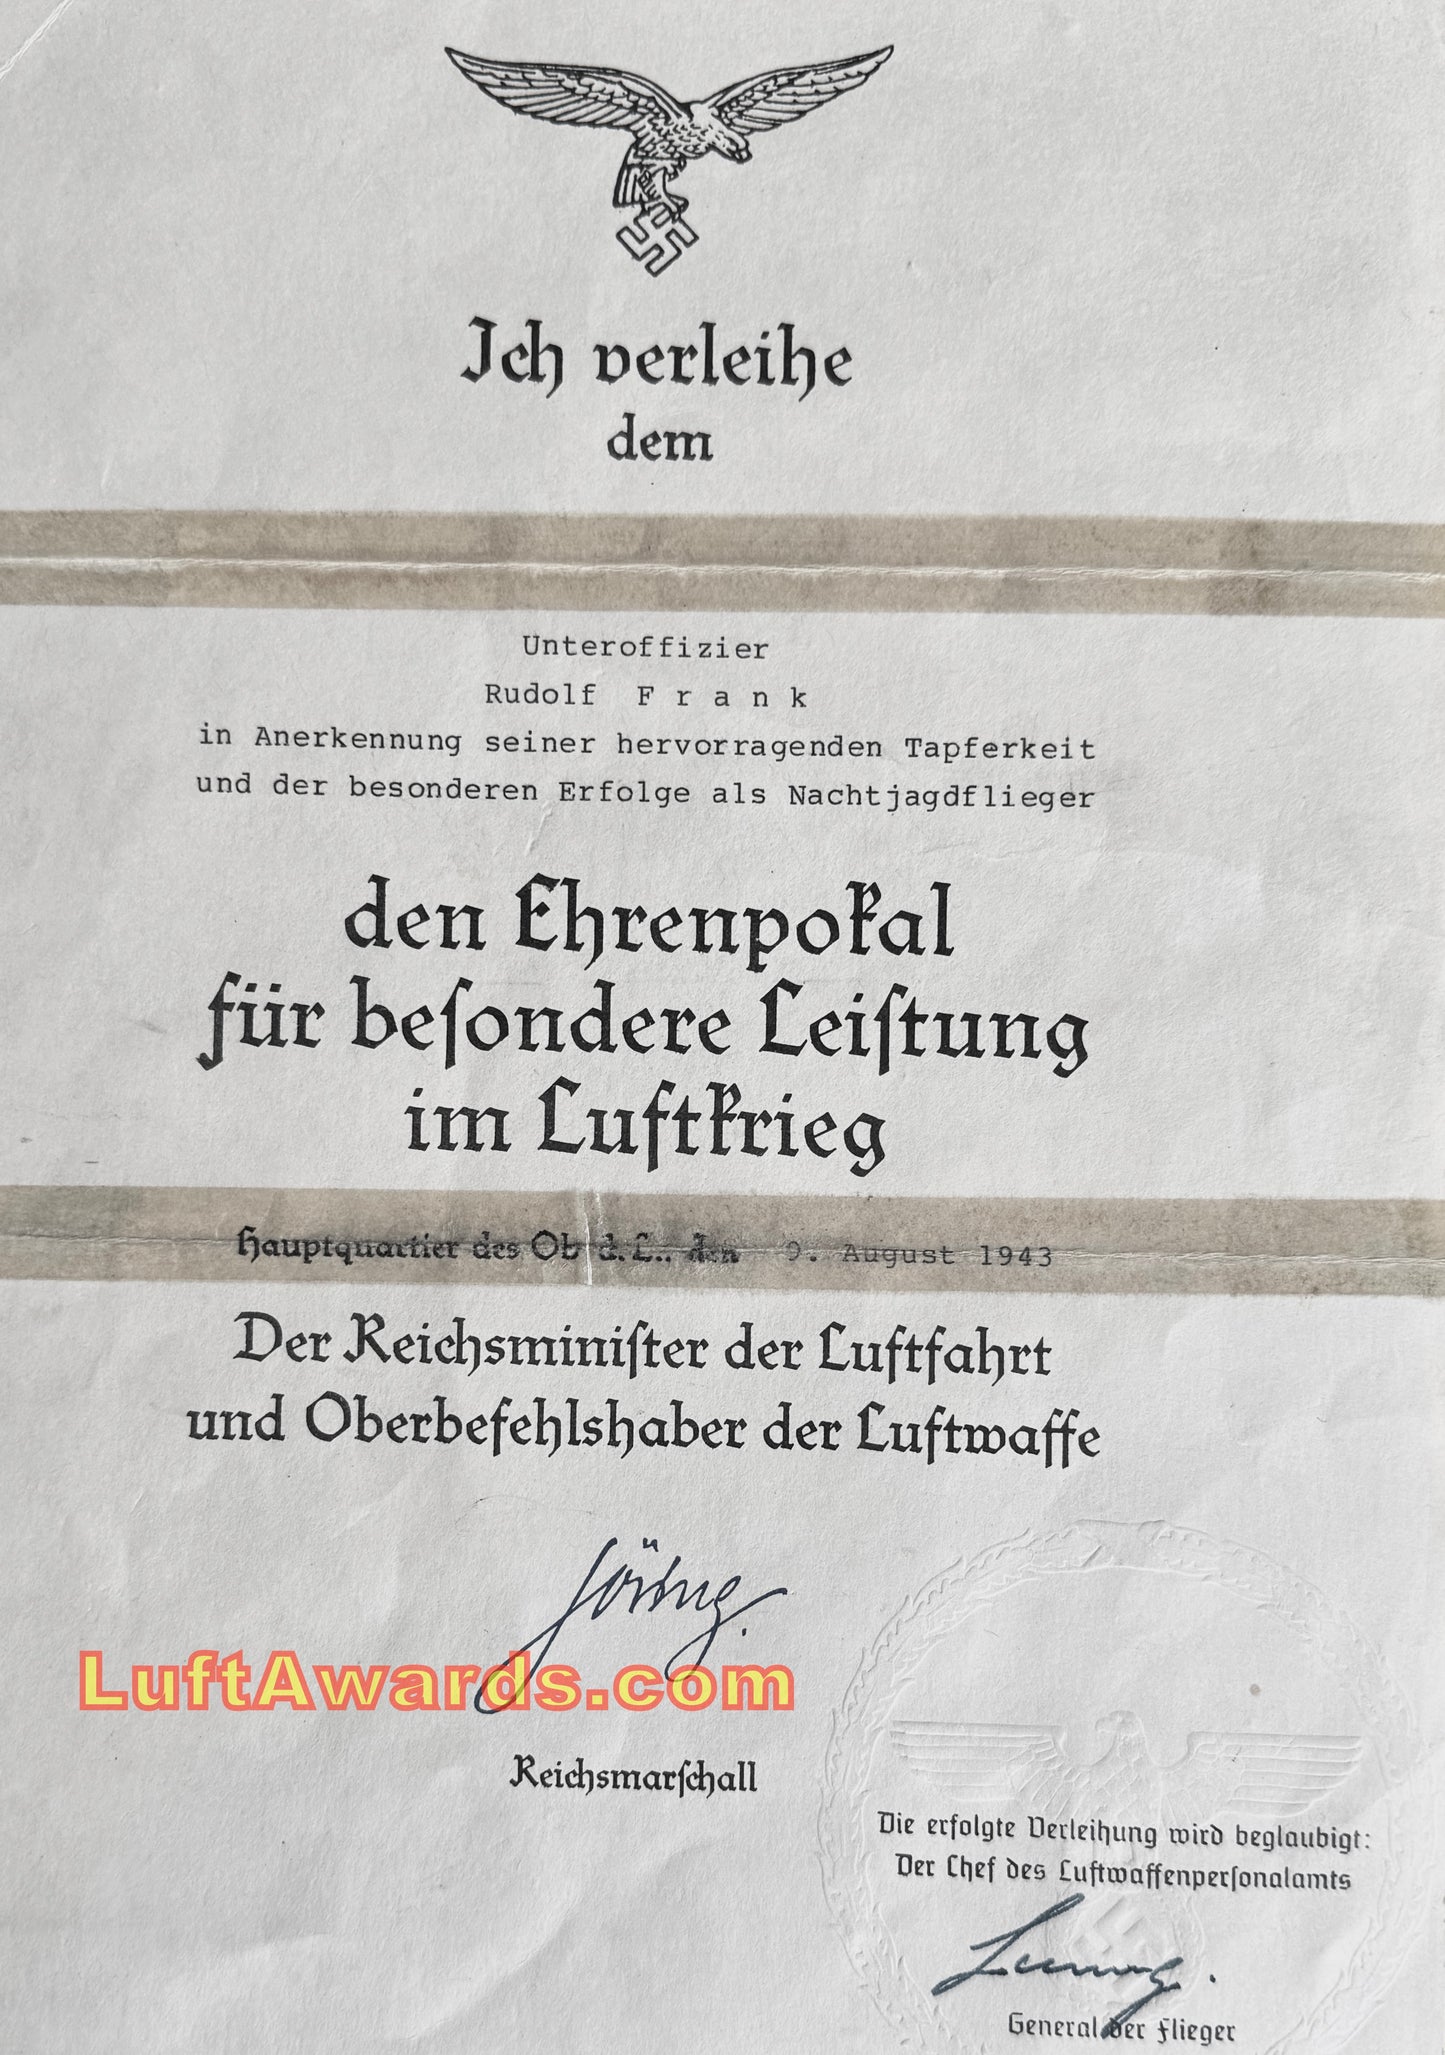 Ich verleihe
dem
Unteroffizier
Rudolf F r a n k
in Anerkennung seiner hervorragenden Tapferkeit
und der besonderen Erfolge als Nachtjagdflieger
den Ehrenpokal
für beſondere Leiſtung
im Luftkrieg
Hauptquartier des Ob d. L., den 9. August 1943
Der Reichsminiſter der Luftfahrt
und Oberbefehlshaber der Luftwaffe
Göring.
LuftAwards.com
Reichsmarſchall
Die erfolgte Verleihung wird beglaubigt:
Der Chef des Luftwaffenperſonalamts
General der Flieger